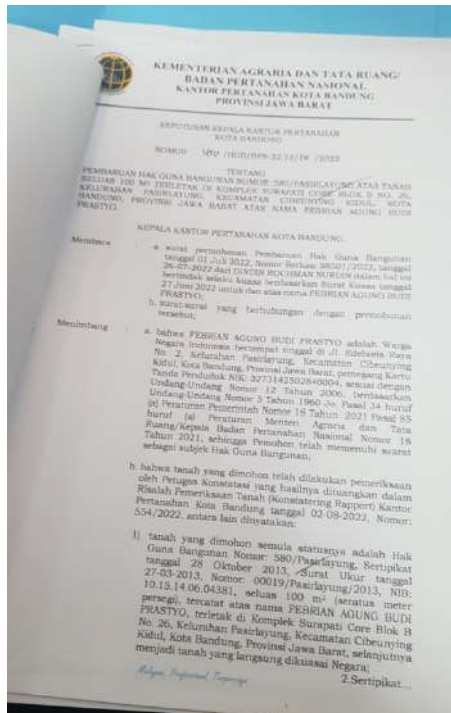 KEMENTERIAN AGRARIA DAN TATA RUANG/
BADAN PERTANAHAN NASIONAL
KANTOR PERTANAHAN KOTA BANDUNG
PROVINSI JAWA BARAT
KEPUTUSAN KEPALA KANTOR PERTANAHAN
KOTA BANDUNG
NOMOR /HGB/BPN-32.73/IX /2022
TENTANG
PEMBARUAN HAK GUNA BANGUNAN NOMOR 580/PASIRLAYUNG ATAS TANAH
SELUAS 100 M² TERLETAK DI KOMPLEK SURAPATI CORE BLOK B NO. 26,
KELURAHAN PASIRLAYUNG, KECAMATAN CIBEUNYING KIDUL, KOTA
BANDUNG, PROVINSI JAWA BARAT ATAS NAMA FEBRIAN AGUNG BUDI
PRASTYO.
KEPALA KANTOR PERTANAHAN KOTA BANDUNG;
Membaca : a. surat permohonan Pembaruan Hak Guna Bangunan
tanggal 01 Juli 2022, Nomor Berkas: 58501/2022, tanggal
26-07-2022 dari DINDIN ROCHMAN NURDIN dalam hal ini
bertindak selaku kuasa berdasarkan Surat Kuasa tanggal
27 Juni 2022 untuk dan atas nama FEBRIAN AGUNG BUDI
PRASTYO;
b. surat-surat yang berhubungan dengan permohonan
tersebut;
Menimbang : a. bahwa FEBRIAN AGUNG BUDI PRASTYO adalah Warga
Negara Indonesia bertempat tinggal di Jl. Edelweis Raya
No. 2, Kelurahan Pasirlayung, Kecamatan Cibeunying
Kidul, Kota Bandung, Provinsi Jawa Barat, pemegang Kartu
Tanda Penduduk NIK: 3273142502840004, sesuai dengan
Undang-Undang Nomor 12 Tahun 2006, berdasarkan
Undang-Undang Nomor 5 Tahun 1960 Jo. Pasal 34 huruf
(a) Peraturan Pemerintah Nomor 18 Tahun 2021 Pasal 85
huruf (a) Peraturan Menteri Agraria dan Tata
Ruang/Kepala Badan Pertanahan Nasional Nomor 18
Tahun 2021, sehingga Pemohon telah memenuhi syarat
sebagai subjek Hak Guna Bangunan;
b. bahwa tanah yang dimohon telah dilakukan pemeriksaan
oleh Petugas Konstatasi yang hasilnya dituangkan dalam
Risalah Pemeriksaan Tanah (Konstatering Rapport) Kantor
Pertanahan Kota Bandung tanggal 02-08-2022, Nomor:
554/2022, antara lain dinyatakan:
1) tanah yang dimohon semula statusnya adalah Hak
Guna Bangunan Nomor: 580/Pasirlayung, Sertipikat
tanggal 28 Oktober 2013, Surat Ukur tanggal
27-03-2013, Nomor: 00019/Pasirlayung/2013, NIB:
10.15.14.06.04381, seluas 100 m² (seratus meter
persegi), tercatat atas nama FEBRIAN AGUNG BUDI
PRASTYO, terletak di Komplek Surapati Core Blok B
No. 26, Kelurahan Pasirlayung, Kecamatan Cibeunying
Kidul, Kota Bandung, Provinsi Jawa Barat, selanjutnya
menjadi tanah yang langsung dikuasai Negara;
2.Sertipikat...
Melayani, Profesional, Terpercaya